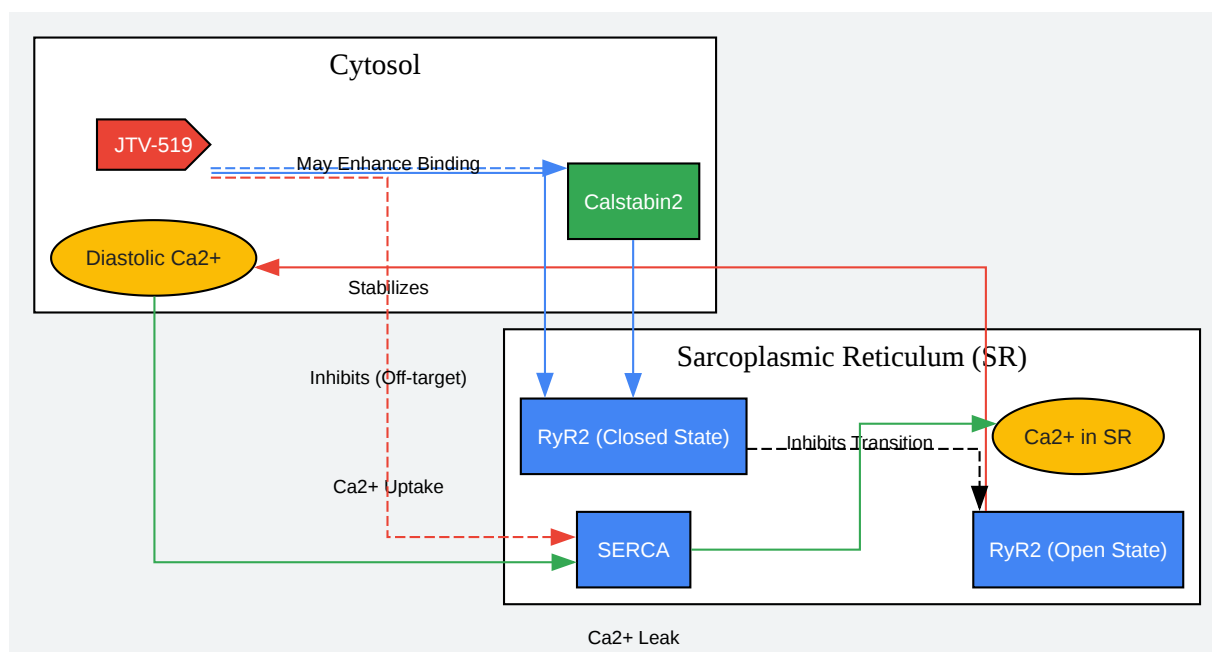 Cytosol
JTV-519
May Enhance Binding
Calstabin2
Diastolic Ca2+
Stabilizes
Sarcoplasmic Reticulum (SR)
Inhibits (Off-target)
RyR2 (Closed State)
Inhibits Transition
Ca2+ in SR
Ca2+ Uptake
SERCA
RyR2 (Open State)
Ca2+ Leak